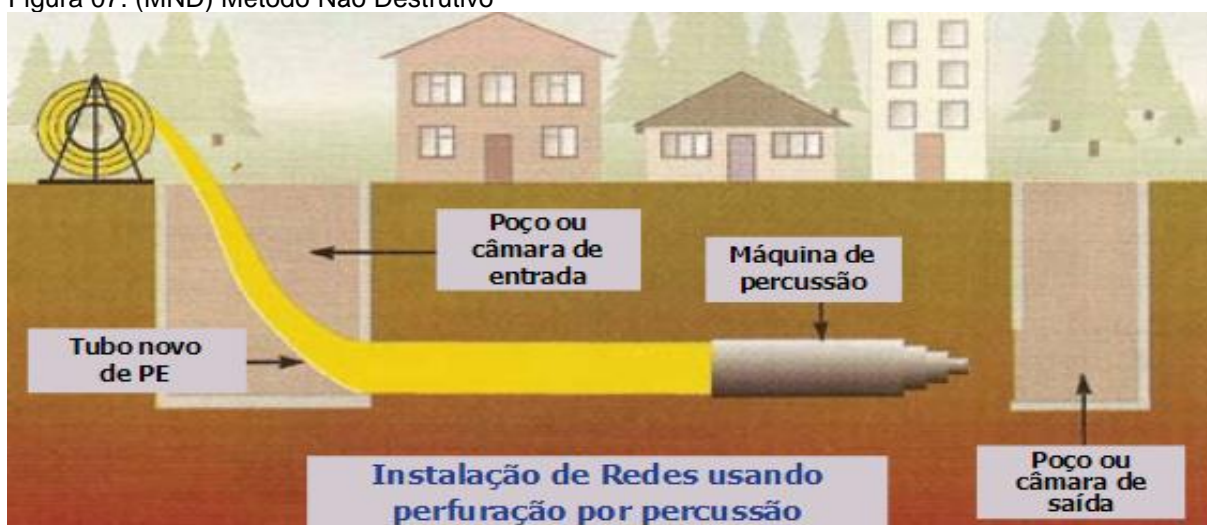 Figura 07: (MND) Método Não Destrutivo
Poço ou
câmara de
entrada
Máquina de
percussão
Tubo novo
de PE
Instalação de Redes usando
perfuração por percussão
Poço ou
câmara de
saída